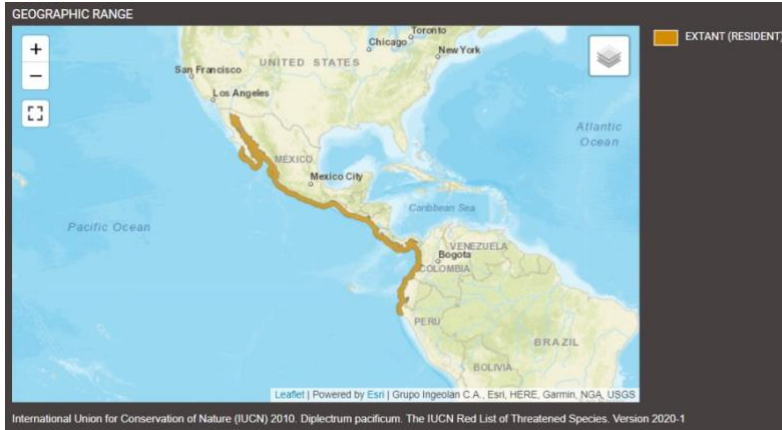 GEOGRAPHIC RANGE
EXTANT (RESIDENT)
+
−
Toronto
Chicago
New York
UNITED STATES
San Francisco
Los Angeles
Atlantic
Ocean
MÉXICO
Mexico City
Caribbean Sea
Pacific Ocean
VENEZUELA
Bogota
COLOMBIA
PERU
BRAZIL
BOLIVIA
Leaflet | Powered by Esri | Grupo Ingeolan C.A., Esri, HERE, Garmin, NGA, USGS
International Union for Conservation of Nature (IUCN) 2010. Diplectrum pacificum. The IUCN Red List of Threatened Species. Version 2020-1